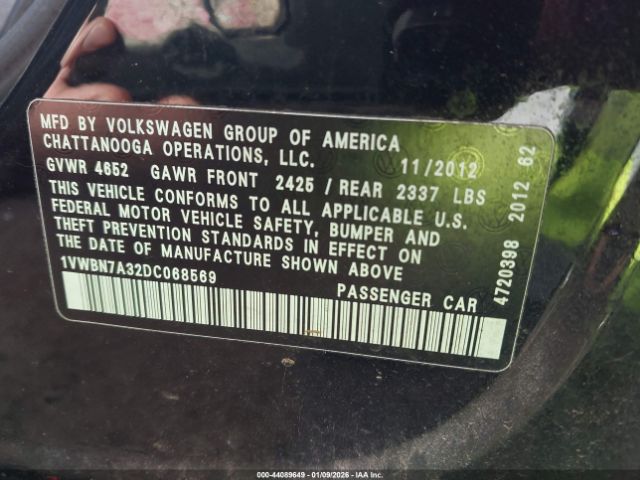 MFD BY VOLKSWAGEN GROUP OF AMERICA
CHATTANOOGA OPERATIONS, LLC. 11/2012
GVWR 4652 GAWR FRONT 2425 / REAR 2337 LBS
THIS VEHICLE CONFORMS TO ALL APPLICABLE U.S.
FEDERAL MOTOR VEHICLE SAFETY, BUMPER AND
THEFT PREVENTION STANDARDS IN EFFECT ON
THE DATE OF MANUFACTURE SHOWN ABOVE
1VWBN7A32DC068569 PASSENGER CAR
4720398 2012 62
000-44089649 - 01/09/2026 - IAAI.com